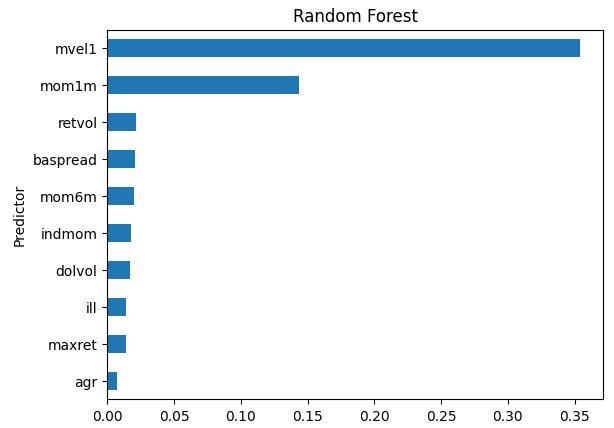 Random Forest
Predictor
mvel1
mom1m
retvol
baspread
mom6m
indmom
dolvol
ill
maxret
agr
0.00 0.05 0.10 0.15 0.20 0.25 0.30 0.35